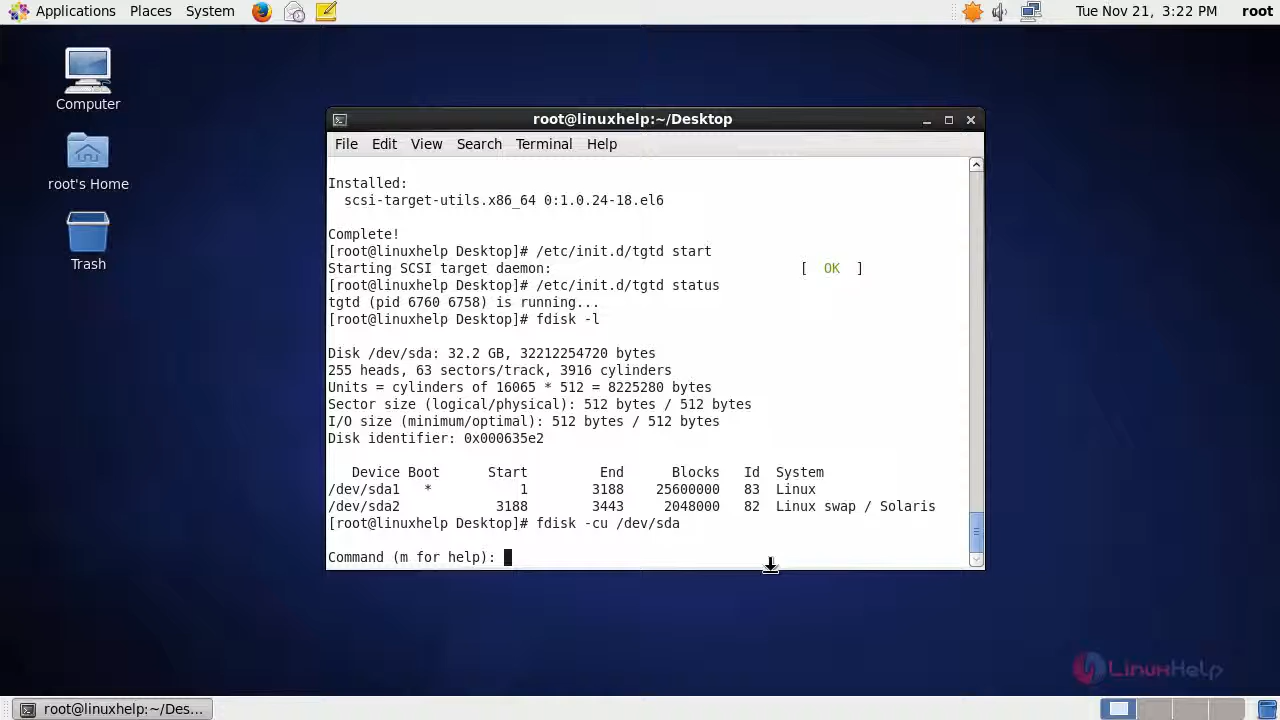 Applications Places System Tue Nov 21, 3:22 PM root
Computer
root's Home
Trash
root@linuxhelp:~/Desktop
File Edit View Search Terminal Help
Installed:
  scsi-target-utils.x86_64 0:1.0.24-18.el6
Complete!
[root@linuxhelp Desktop]# /etc/init.d/tgtd start
Starting SCSI target daemon:                               [  OK  ]
[root@linuxhelp Desktop]# /etc/init.d/tgtd status
tgtd (pid 6760 6758) is running...
[root@linuxhelp Desktop]# fdisk -l
Disk /dev/sda: 32.2 GB, 32212254720 bytes
255 heads, 63 sectors/track, 3916 cylinders
Units = cylinders of 16065 * 512 = 8225280 bytes
Sector size (logical/physical): 512 bytes / 512 bytes
I/O size (minimum/optimal): 512 bytes / 512 bytes
Disk identifier: 0x000635e2
   Device Boot      Start         End      Blocks   Id  System
/dev/sda1   *           1        3188    25600000   83  Linux
/dev/sda2            3188        3443     2048000   82  Linux swap / Solaris
[root@linuxhelp Desktop]# fdisk -cu /dev/sda
Command (m for help):
LinuxHelp
root@linuxhelp:~/Des...